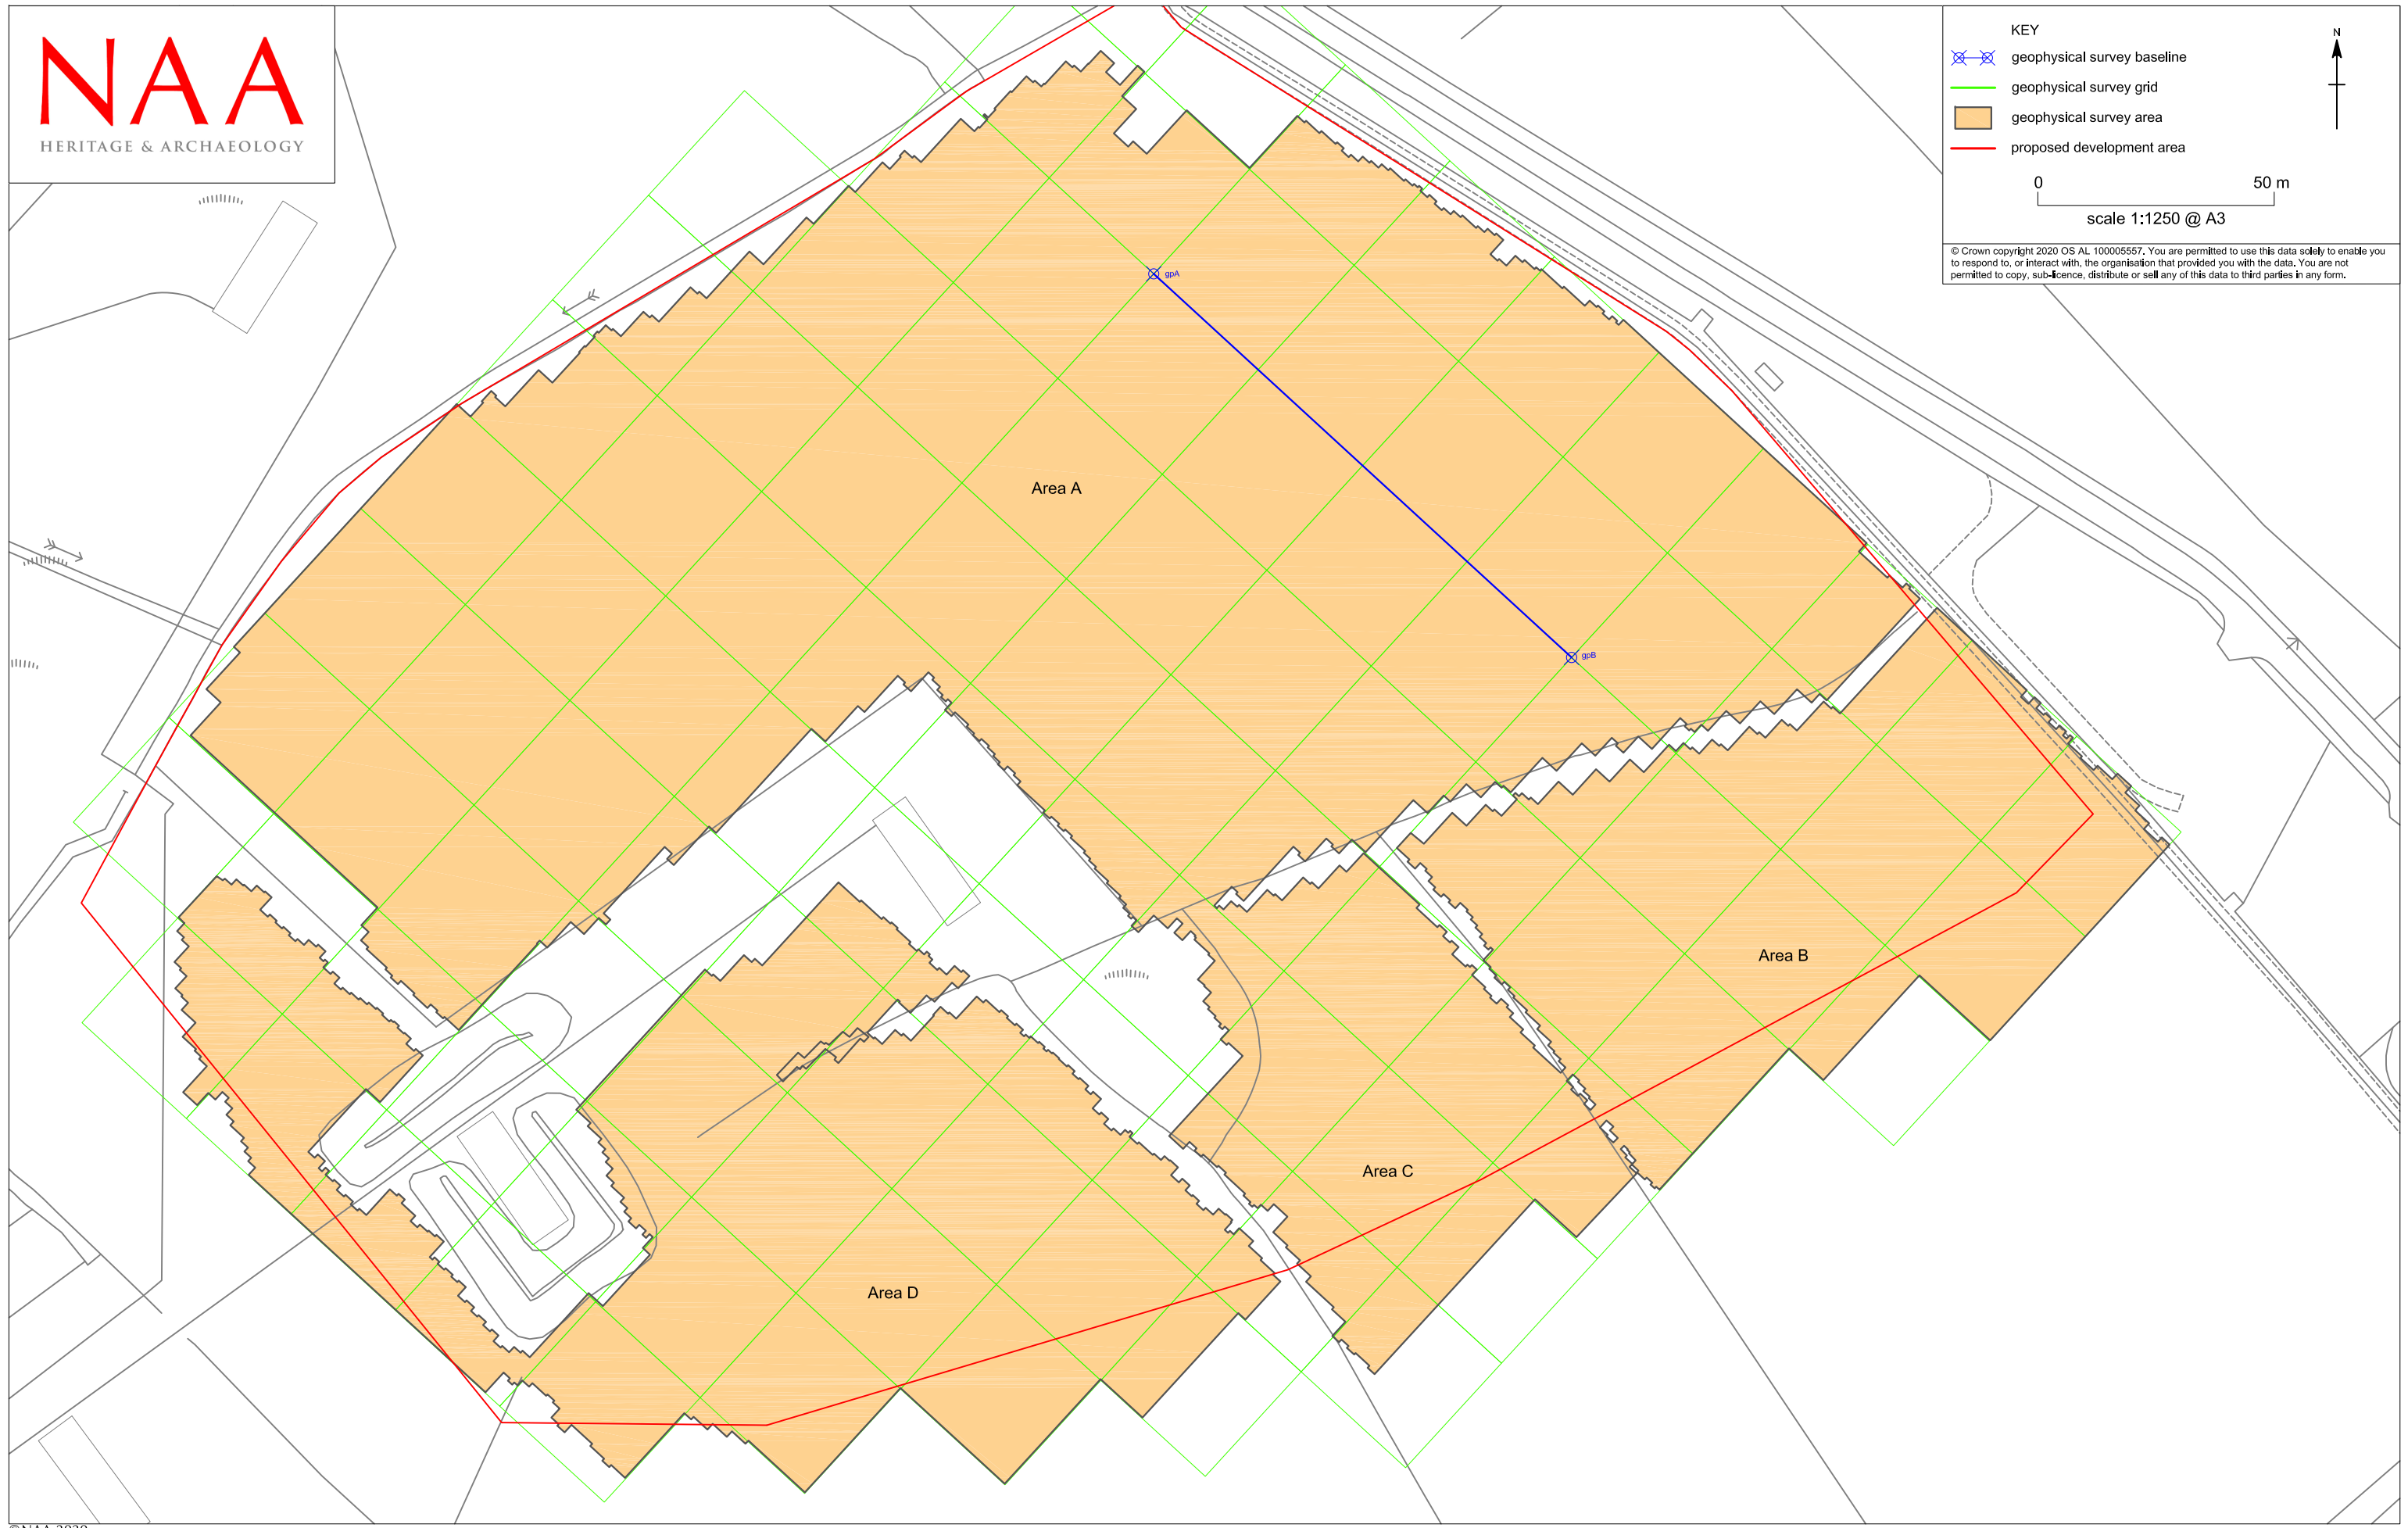 NAA
HERITAGE & ARCHAEOLOGY
KEY
geophysical survey baseline
geophysical survey grid
geophysical survey area
proposed development area
N
0 50 m
scale 1:1250 @ A3
© Crown copyright 2020 OS AL 100005557. You are permitted to use this data solely to enable you
to respond to, or interact with, the organisation that provided you with the data. You are not
permitted to copy, sub-licence, distribute or sell any of this data to third parties in any form.
gpA
Area A
gpB
Area B
Area C
Area D
©NAA 2020